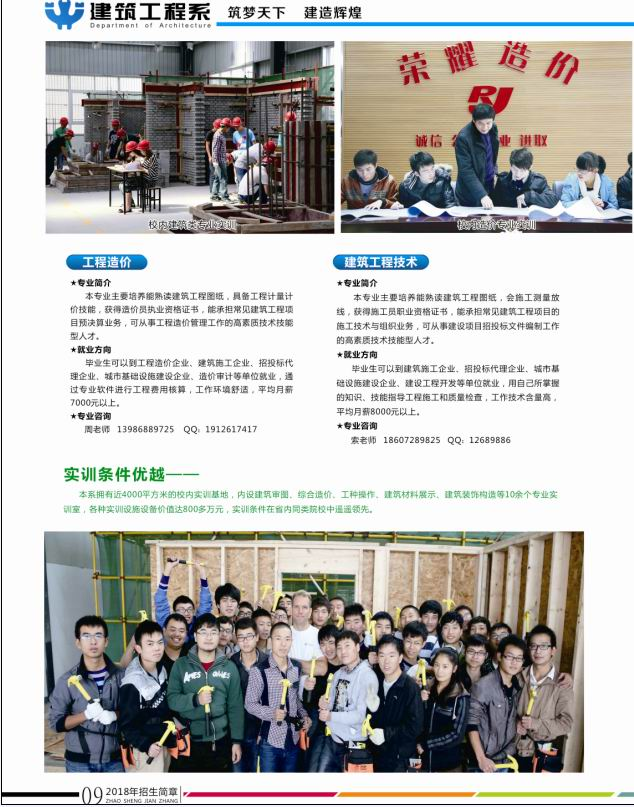 建筑工程系 筑梦天下 建造辉煌
Department of Architecture
荣耀造价
RJ
诚信 业 进取
校内建筑类专业实训
校内造价专业实训
工程造价
★专业简介
本专业主要培养能熟读建筑工程图纸，具备工程计量计
价技能，获得造价员执业资格证书，能承担常见建筑工程项
目预决算业务，可从事工程造价管理工作的高素质技术技能
型人才。
★就业方向
毕业生可以到工程造价企业、建筑施工企业、招投标代
理企业、城市基础设施建设企业、造价审计等单位就业，通
过专业软件进行工程费用核算，工作环境舒适，平均月薪
7000元以上。
★专业咨询
周老师 13986889725 QQ：1912617417
建筑工程技术
★专业简介
本专业主要培养能熟读建筑工程图纸，会施工测量放
线，获得施工员职业资格证书，能承担常见建筑工程项目的
施工技术与组织业务，可从事建设项目招投标文件编制工作
的高素质技术技能型人才。
★就业方向
毕业生可以到建筑施工企业、招投标代理企业、城市基
础设施建设企业、建设工程开发等单位就业，用自己所掌握
的知识、技能指导工程施工和质量检查，工作技术含量高，
平均月薪8000元以上。
★专业咨询
索老师 18607289825 QQ：12689886
实训条件优越——
本系拥有近4000平方米的校内实训基地，内设建筑审图、综合造价、工种操作、建筑材料展示、建筑装饰构造等10余个专业实
训室，各种实训设施设备价值达800多万元，实训条件在省内同类院校中遥遥领先。
09 2018年招生简章
ZHAO SHENG JIAN ZHANG